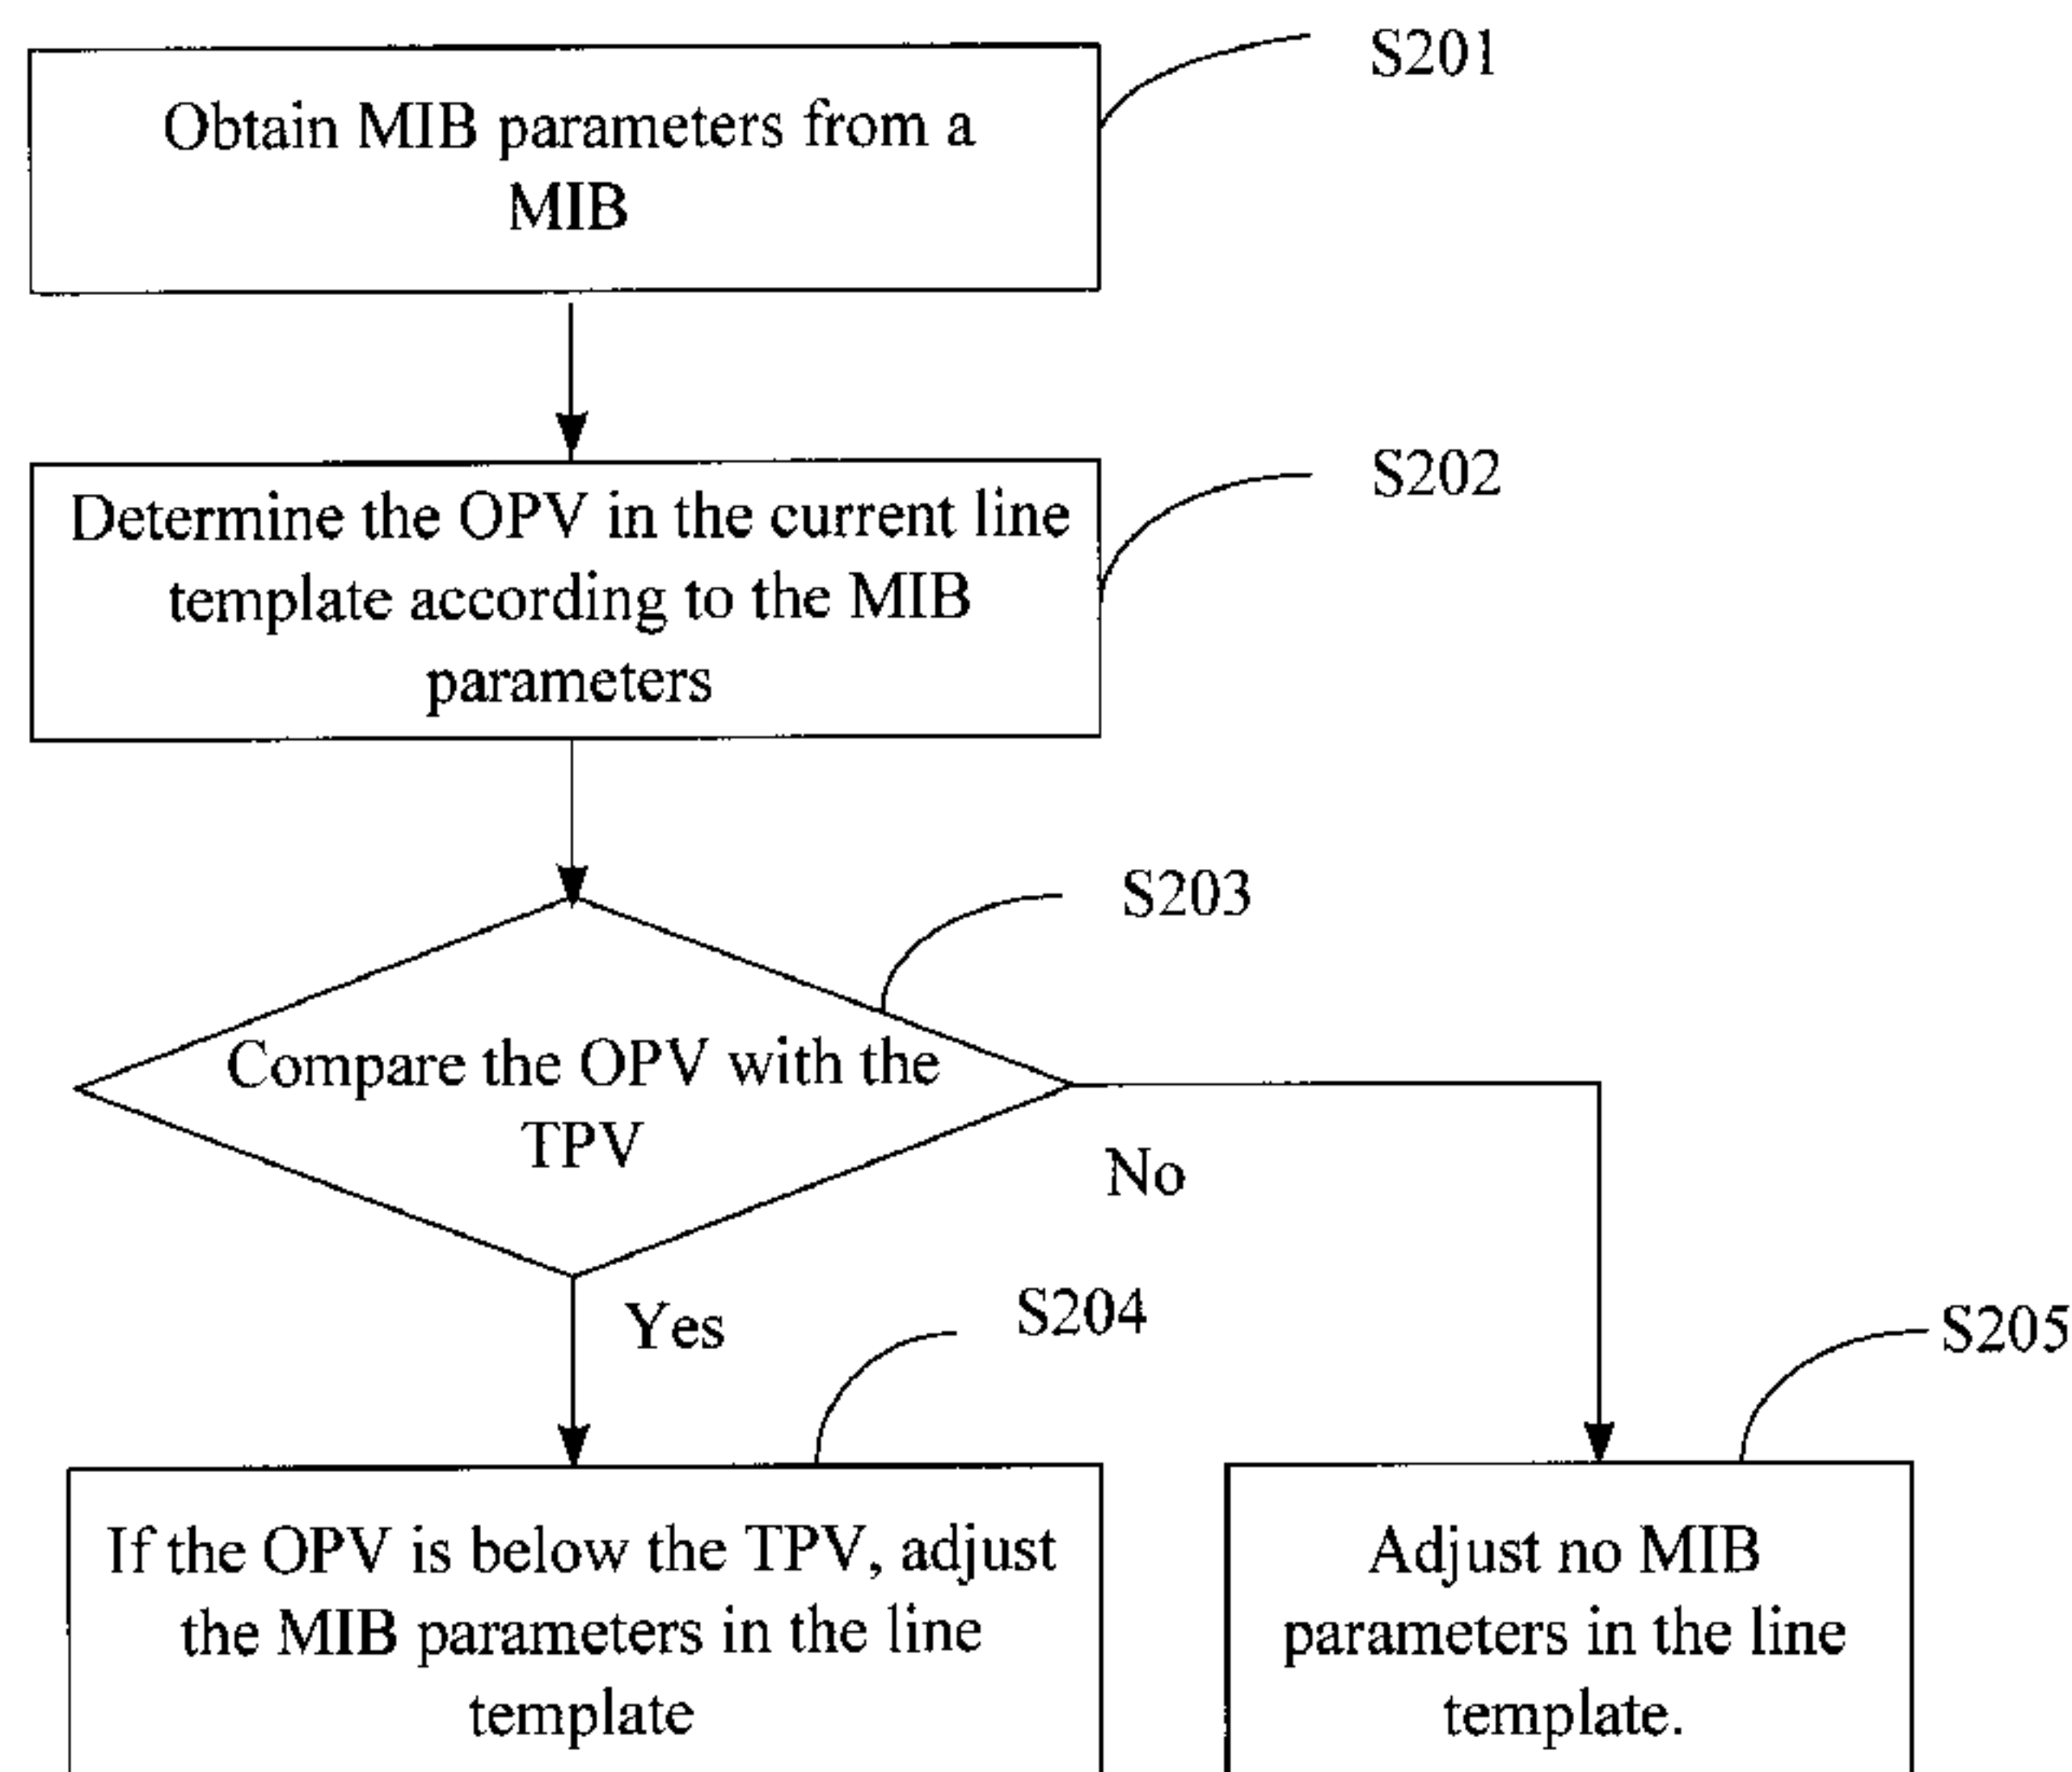 S201
Obtain MIB parameters from a
MIB
S202
Determine the OPV in the current line
template according to the MIB
parameters
S203
Compare the OPV with the
TPV
No
Yes
S204
S205
If the OPV is below the TPV, adjust
the MIB parameters in the line
template
Adjust no MIB
parameters in the line
template.